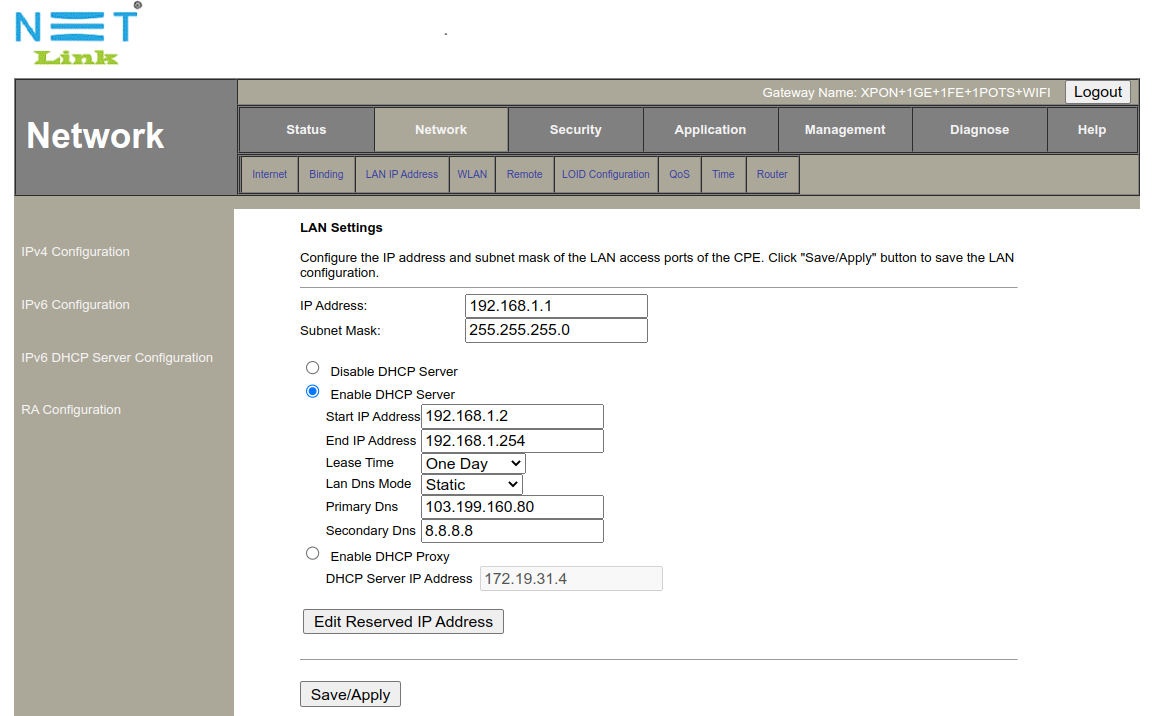 NET
Link
Gateway Name: XPON+1GE+1FE+1POTS+WIFI Logout
Network
Status Network Security Application Management Diagnose Help
Internet Binding LAN IP Address WLAN Remote LOID Configuration QoS Time Router
IPv4 Configuration
IPv6 Configuration
IPv6 DHCP Server Configuration
RA Configuration
LAN Settings
Configure the IP address and subnet mask of the LAN access ports of the CPE. Click "Save/Apply" button to save the LAN
configuration.
IP Address: 192.168.1.1
Subnet Mask: 255.255.255.0
Disable DHCP Server
Enable DHCP Server
Start IP Address 192.168.1.2
End IP Address 192.168.1.254
Lease Time One Day
Lan Dns Mode Static
Primary Dns 103.199.160.80
Secondary Dns 8.8.8.8
Enable DHCP Proxy
DHCP Server IP Address 172.19.31.4
Edit Reserved IP Address
Save/Apply